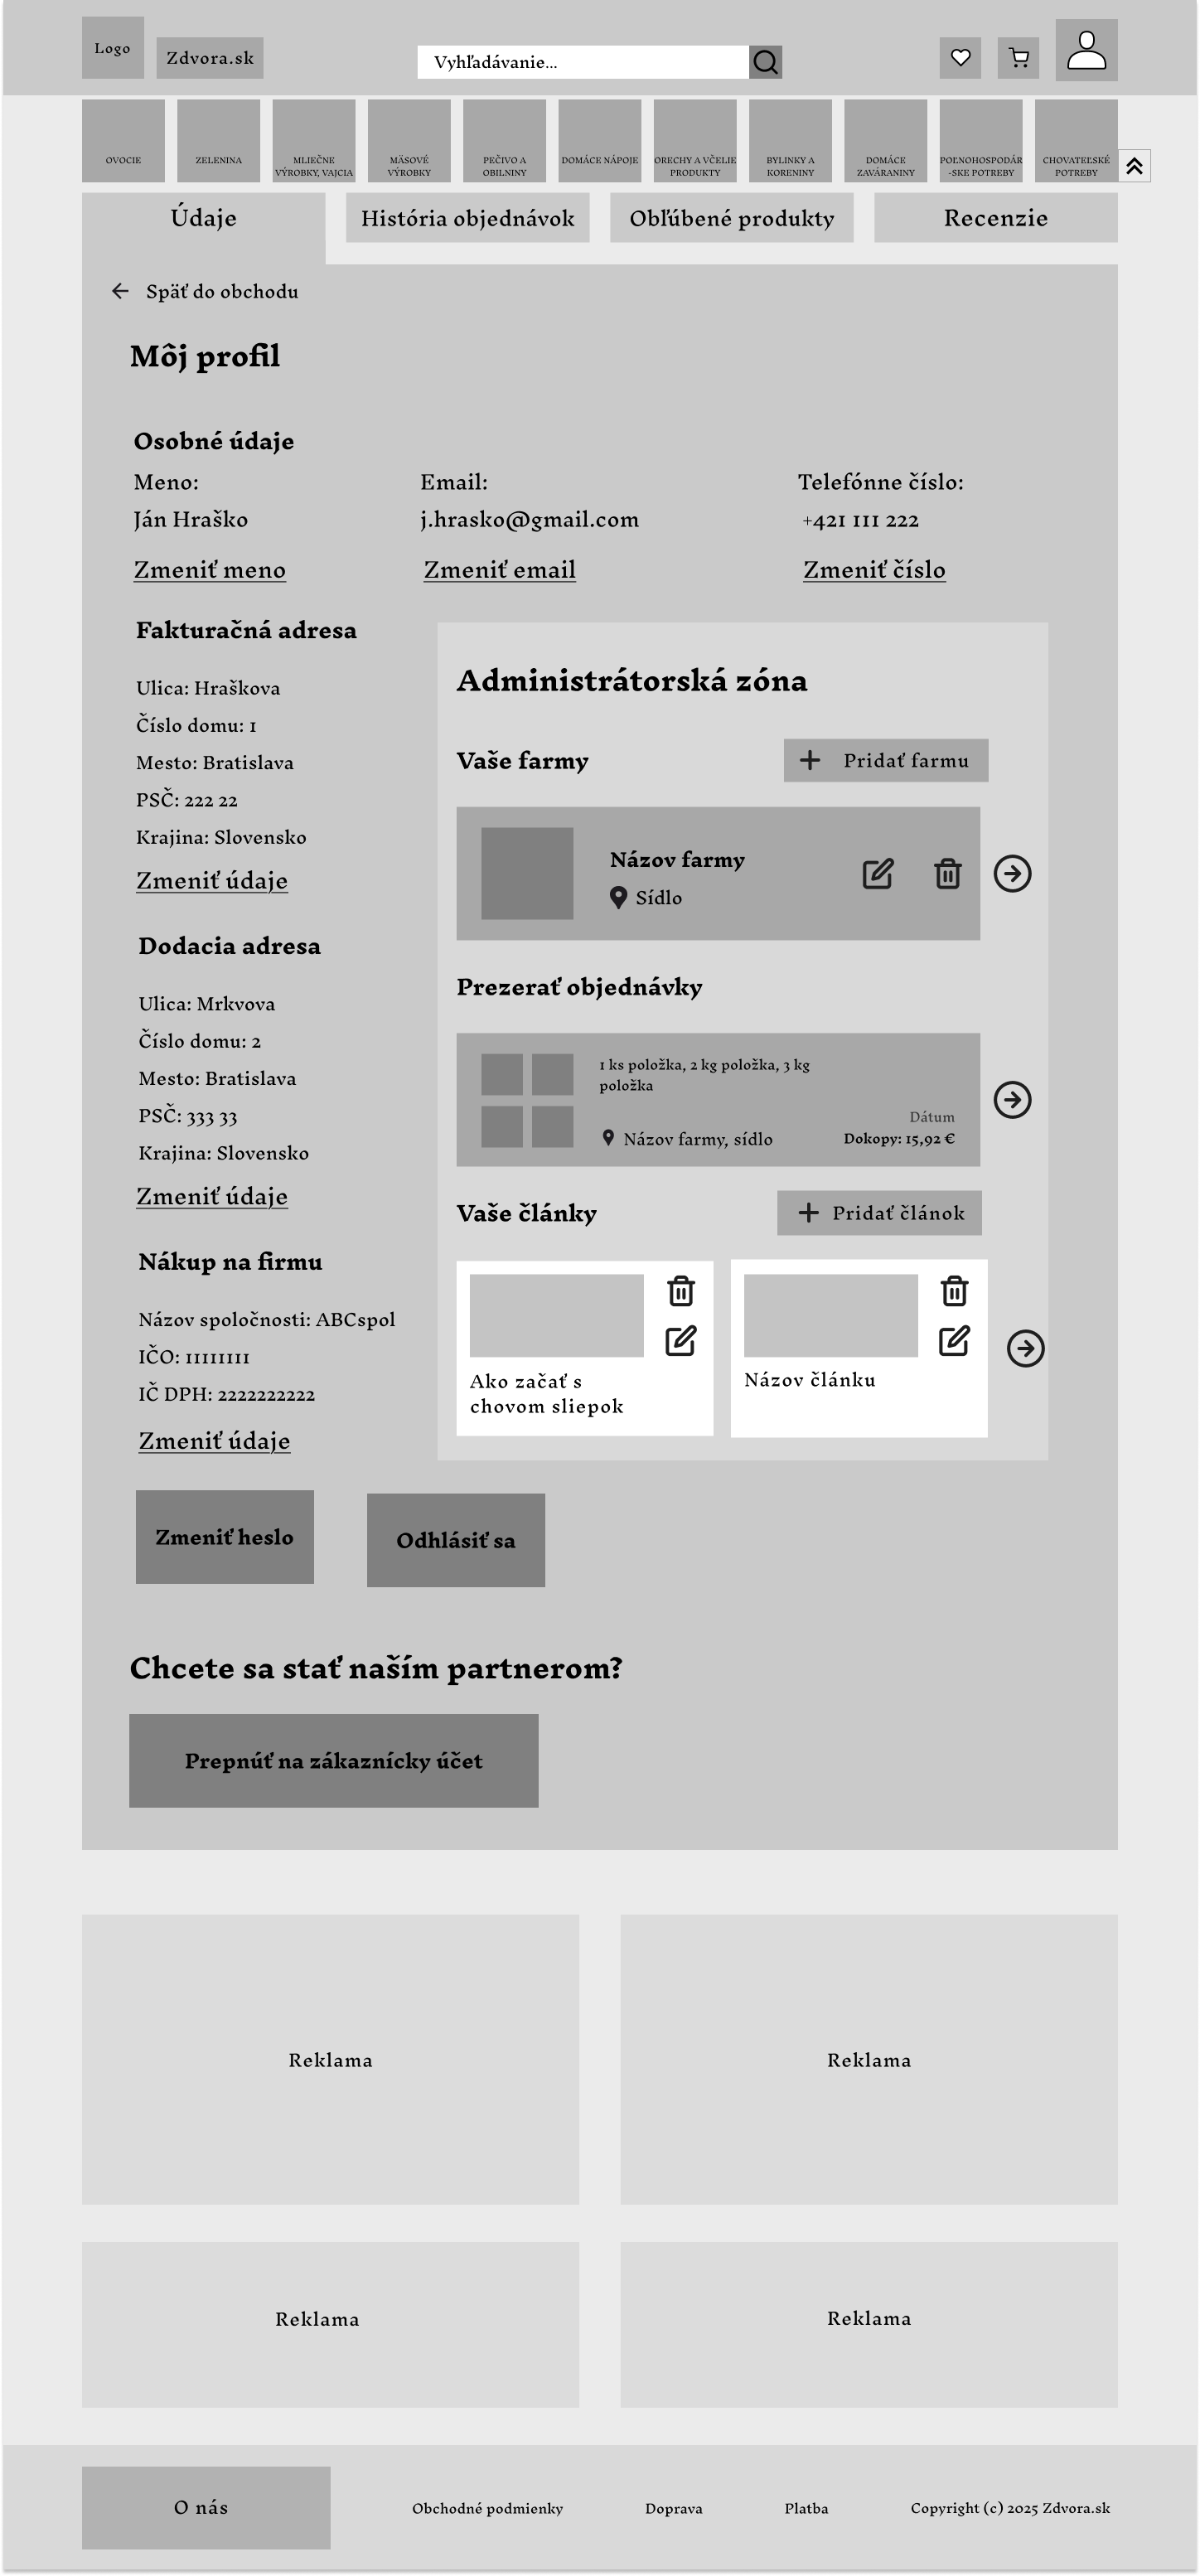 Logo
Zdvora.sk
Vyhľadávanie...
OVOCIE
ZELENINA
MLIEČNE
VÝROBKY, VAJCIA
MÄSOVÉ
VÝROBKY
PEČIVO A
OBILNINY
DOMÁCE NÁPOJE
ORECHY A VČELIE
PRODUKTY
BYLINKY A
KORENINY
DOMÁCE
ZAVÁRANINY
POĽNOHOSPODÁR
-SKE POTREBY
CHOVATEĽSKÉ
POTREBY
Údaje
História objednávok
Obľúbené produkty
Recenzie
Späť do obchodu
Môj profil
Osobné údaje
Meno:
Ján Hraško
Zmeniť meno
Email:
j.hrasko@gmail.com
Zmeniť email
Telefónne číslo:
+421 111 222
Zmeniť číslo
Fakturačná adresa
Ulica: Hraškova
Číslo domu: 1
Mesto: Bratislava
PSČ: 222 22
Krajina: Slovensko
Zmeniť údaje
Dodacia adresa
Ulica: Mrkvova
Číslo domu: 2
Mesto: Bratislava
PSČ: 333 33
Krajina: Slovensko
Zmeniť údaje
Nákup na firmu
Názov spoločnosti: ABCspol
IČO: 11111111
IČ DPH: 2222222222
Zmeniť údaje
Administrátorská zóna
Vaše farmy
Pridať farmu
Názov farmy
Sídlo
Prezerať objednávky
1 ks položka, 2 kg položka, 3 kg
položka
Názov farmy, sídlo
Dátum
Dokopy: 15,92 €
Vaše články
Pridať článok
Ako začať s
chovom sliepok
Názov článku
Zmeniť heslo
Odhlásiť sa
Chcete sa stať naším partnerom?
Prepnúť na zákaznícky účet
Reklama
Reklama
Reklama
Reklama
O nás
Obchodné podmienky
Doprava
Platba
Copyright (c) 2025 Zdvora.sk